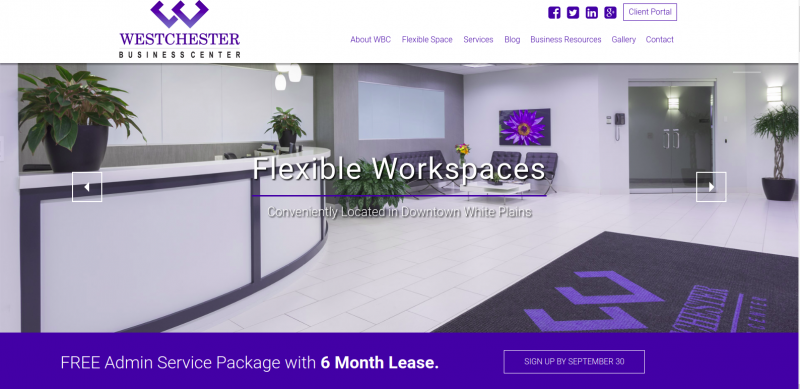 WESTCHESTER
BUSINESS CENTER
Client Portal
About WBC Flexible Space Services Blog Business Resources Gallery Contact
Flexible Workspaces
Conveniently Located in Downtown White Plains
CENTER
FREE Admin Service Package with 6 Month Lease.
SIGN UP BY SEPTEMBER 30